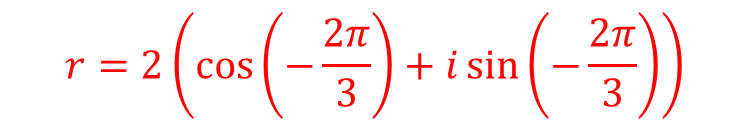 r = 2 ( cos ( − 2π/3 ) + i sin ( − 2π/3 ) )